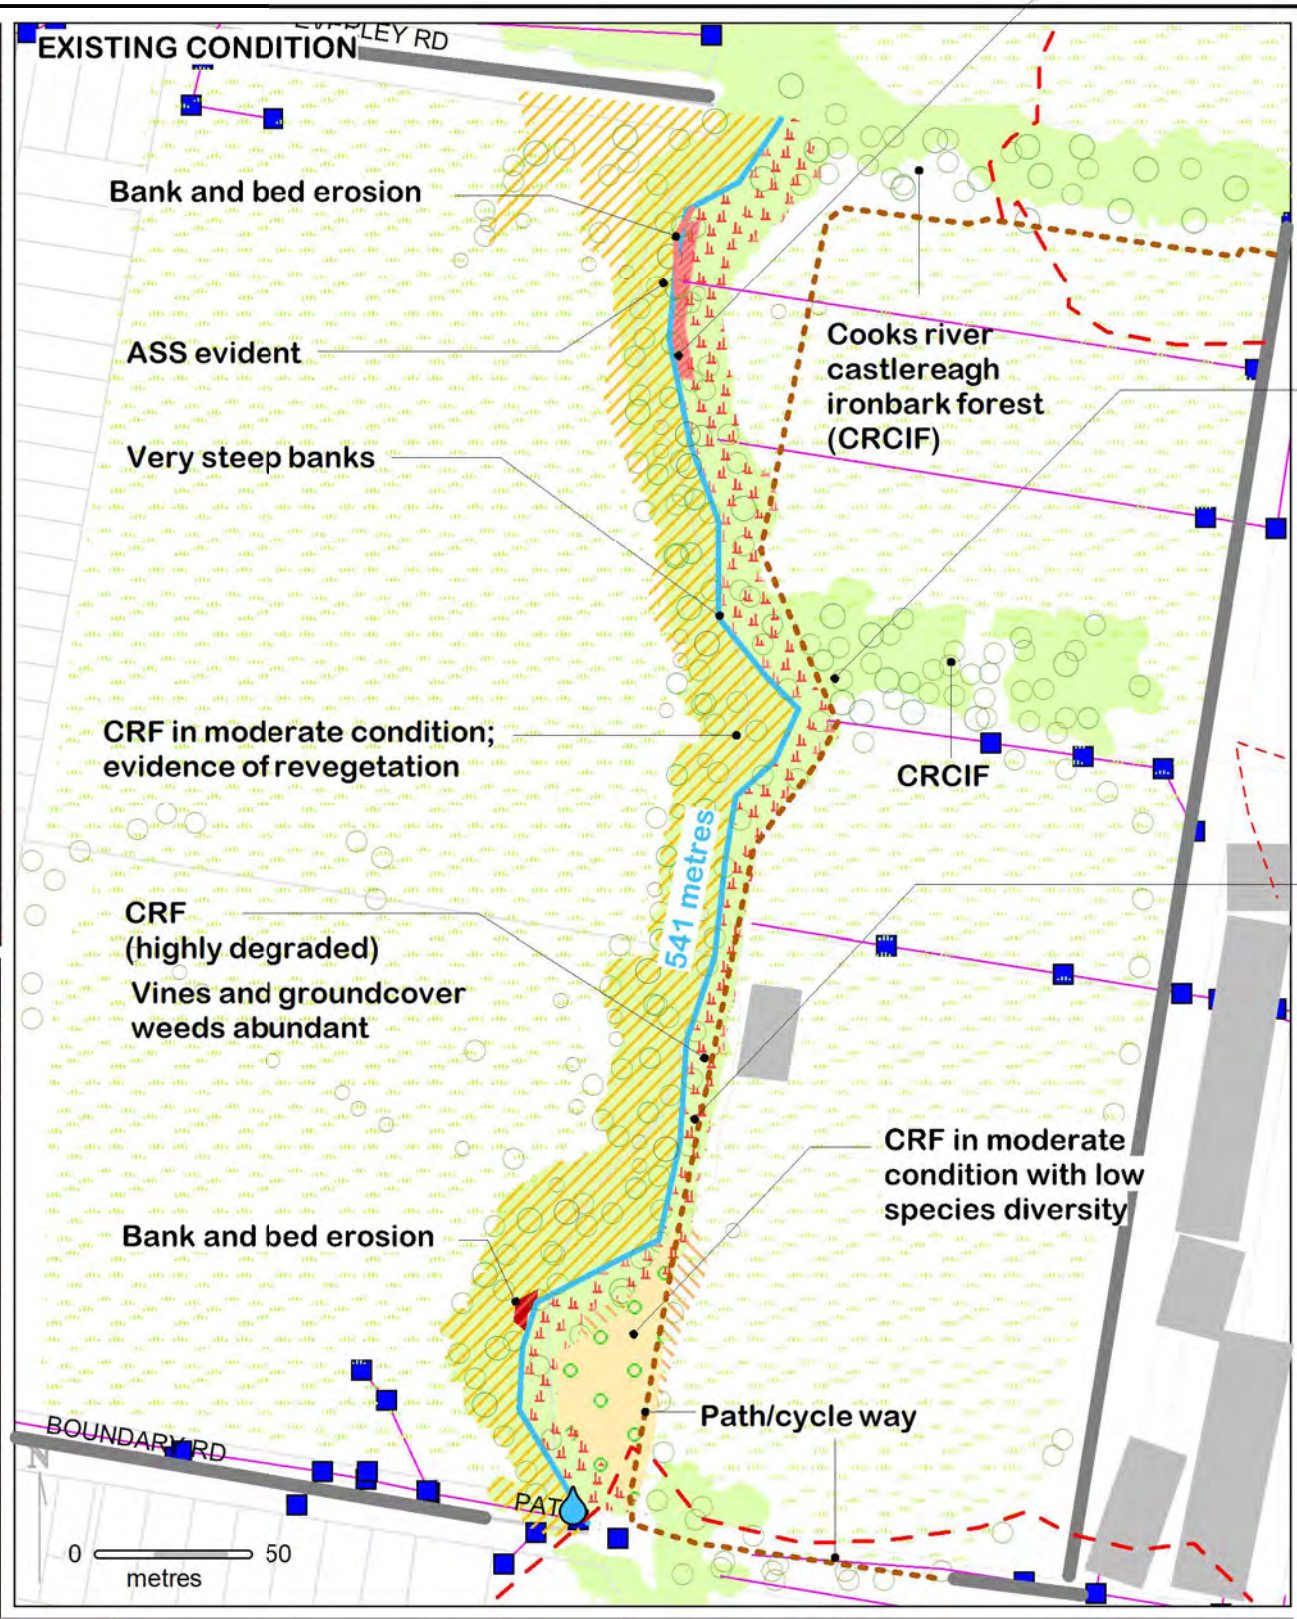 EXISTING CONDITION
RD
Bank and bed erosion
ASS evident
Cooks river
castlereagh
ironbark forest
(CRCIF)
Very steep banks
CRF in moderate condition;
evidence of revegetation
CRCIF
541 metres
CRF
(highly degraded)
Vines and groundcover
weeds abundant
CRF in moderate
condition with low
species diversity
Bank and bed erosion
Path/cycle way
BOUNDARY RD
N
PAT
0 50
metres